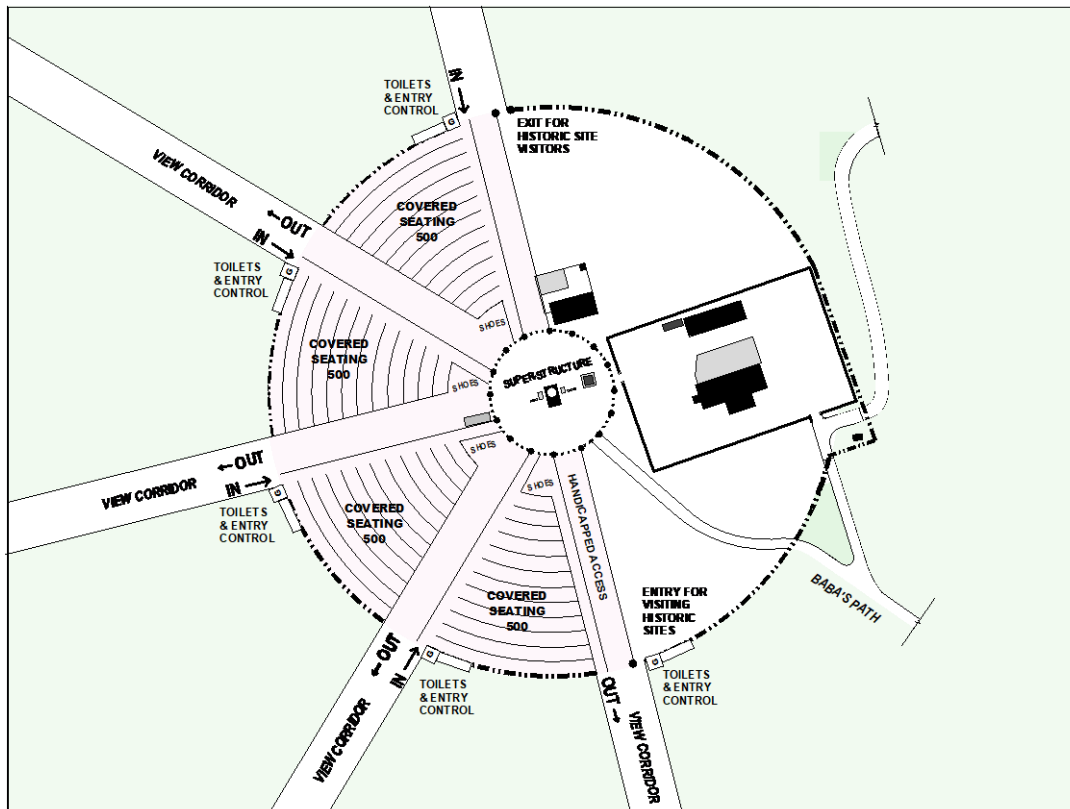 IN
TOILETS
& ENTRY
CONTROL
G
EXIT FOR
HISTORIC SITE
VISITORS
VIEW CORRIDOR
OUT
IN
COVERED
SEATING
500
TOILETS
& ENTRY
CONTROL
G
SHOES
COVERED
SEATING
500
SHOES
SUPER-STRUCTURE
OUT
IN
VIEW CORRIDOR
SHOES
G
TOILETS
& ENTRY
CONTROL
COVERED
SEATING
500
SHOES
HANDICAPPED ACCESS
COVERED
SEATING
500
ENTRY FOR
VISITING
HISTORIC
SITES
BABA'S PATH
OUT
IN
VIEW CORRIDOR
G
TOILETS
& ENTRY
CONTROL
G
TOILETS
& ENTRY
CONTROL
OUT
VIEW CORRIDOR